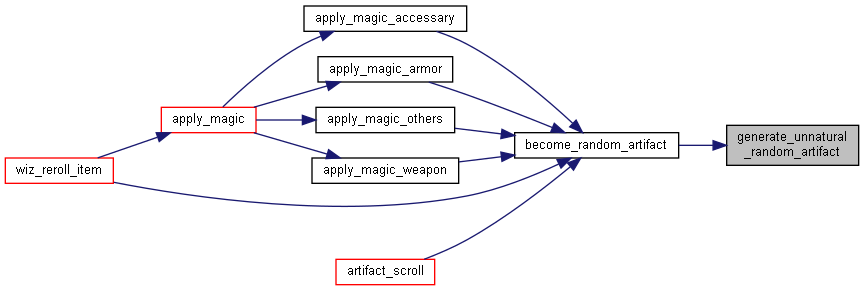 apply_magic_accessary
apply_magic_armor
apply_magic
apply_magic_others
apply_magic_weapon
wiz_reroll_item
become_random_artifact
generate_unnatural
_random_artifact
artifact_scroll